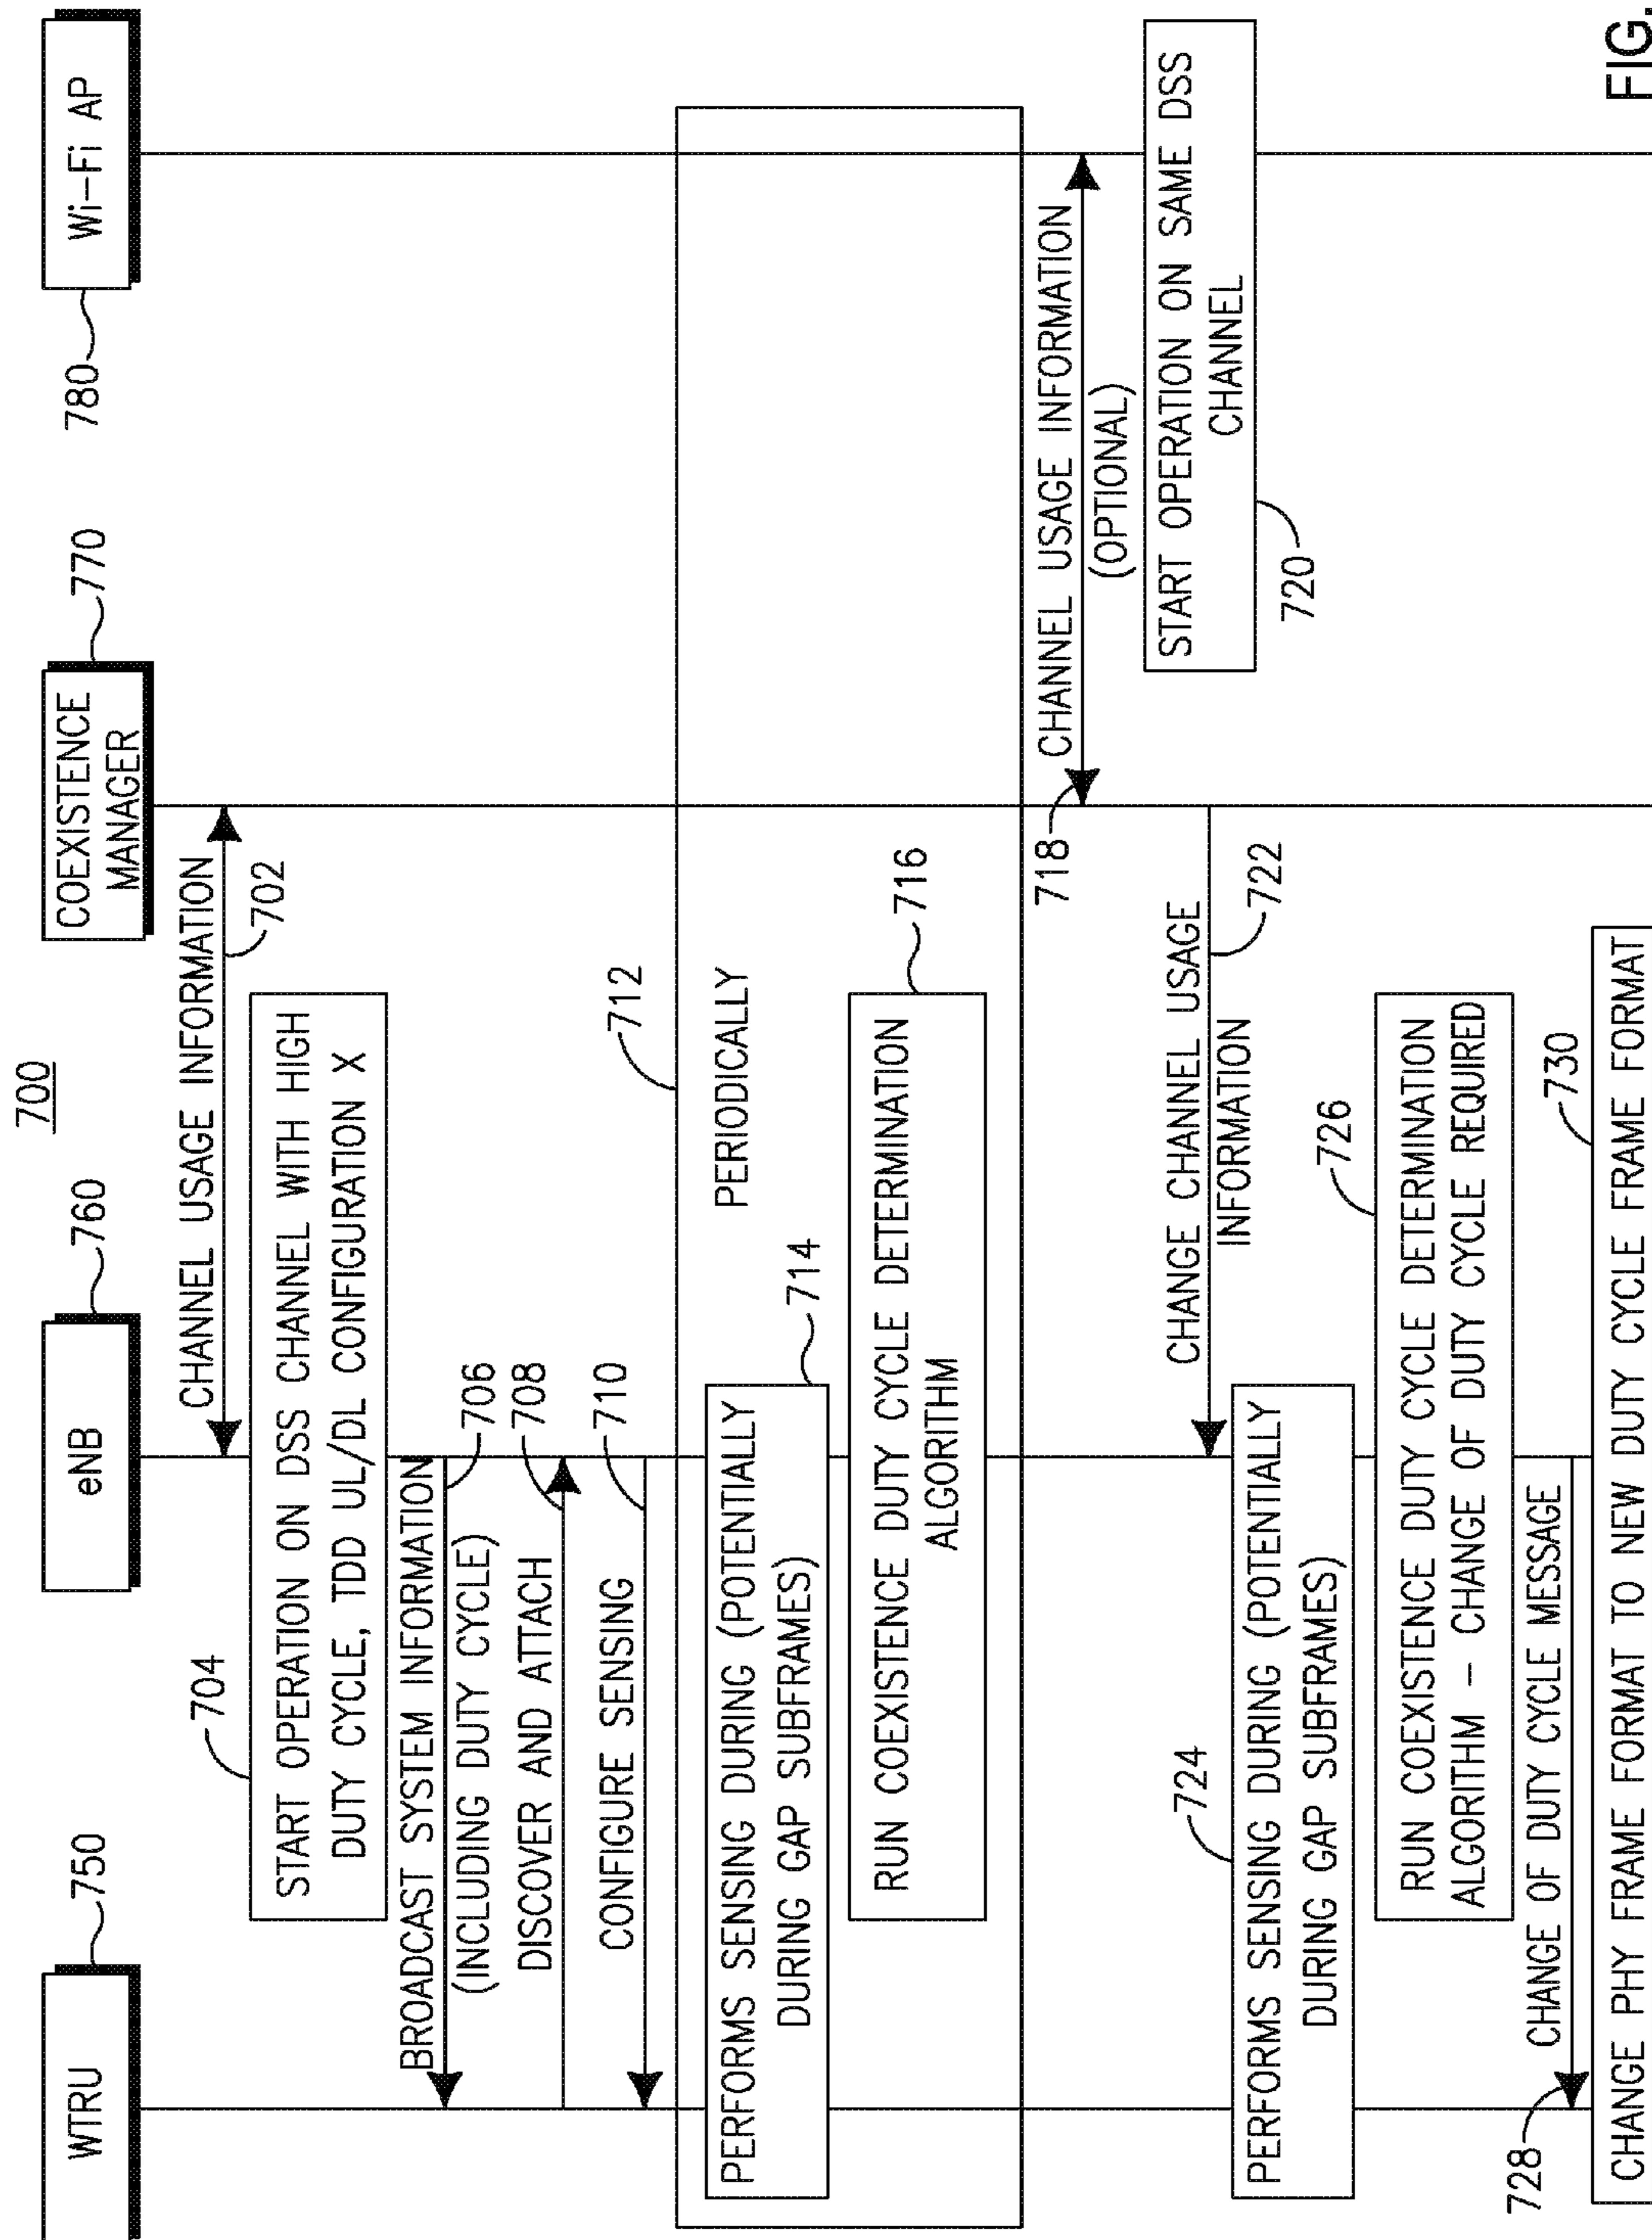 700
WTRU
750
eNB
760
COEXISTENCE
MANAGER
770
Wi-Fi AP
780
CHANNEL USAGE INFORMATION
702
704
START OPERATION ON DSS CHANNEL WITH HIGH
DUTY CYCLE, TDD UL/DL CONFIGURATION X
BROADCAST SYSTEM INFORMATION
706
(INCLUDING DUTY CYCLE)
DISCOVER AND ATTACH
708
CONFIGURE SENSING
710
712
PERIODICALLY
PERFORMS SENSING DURING (POTENTIALLY
DURING GAP SUBFRAMES)
714
RUN COEXISTENCE DUTY CYCLE DETERMINATION
ALGORITHM
716
CHANNEL USAGE INFORMATION
(OPTIONAL)
718
START OPERATION ON SAME DSS
CHANNEL
720
CHANGE CHANNEL USAGE
INFORMATION
722
724
PERFORMS SENSING DURING (POTENTIALLY
DURING GAP SUBFRAMES)
726
RUN COEXISTENCE DUTY CYCLE DETERMINATION
ALGORITHM - CHANGE OF DUTY CYCLE REQUIRED
CHANGE OF DUTY CYCLE MESSAGE
728
730
CHANGE PHY FRAME FORMAT TO NEW DUTY CYCLE FRAME FORMAT
FIG.